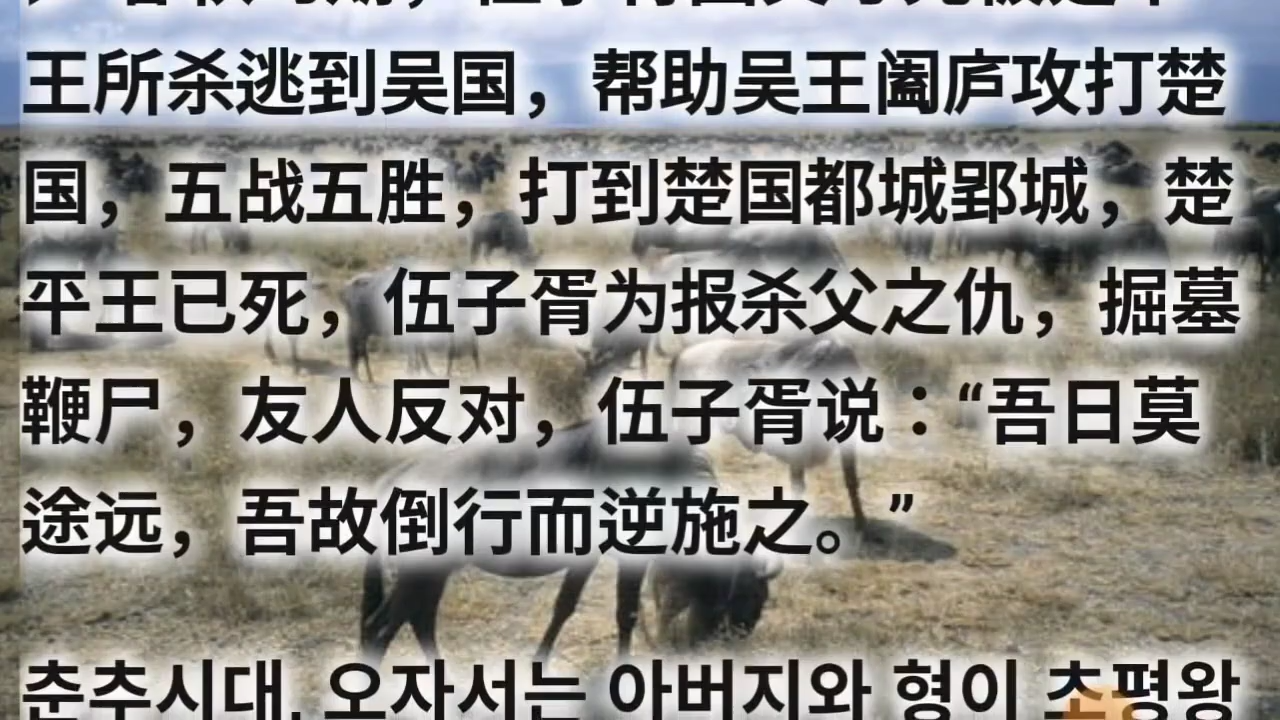 王所杀逃到吴国，帮助吴王阖庐攻打楚
国，五战五胜，打到楚国都城郢城，楚
平王已死，伍子胥为报杀父之仇，掘墓
鞭尸，友人反对，伍子胥说：“吾日莫
途远，吾故倒行而逆施之。”
춘추시대, 오자서는 아버지와 형이 초평왕